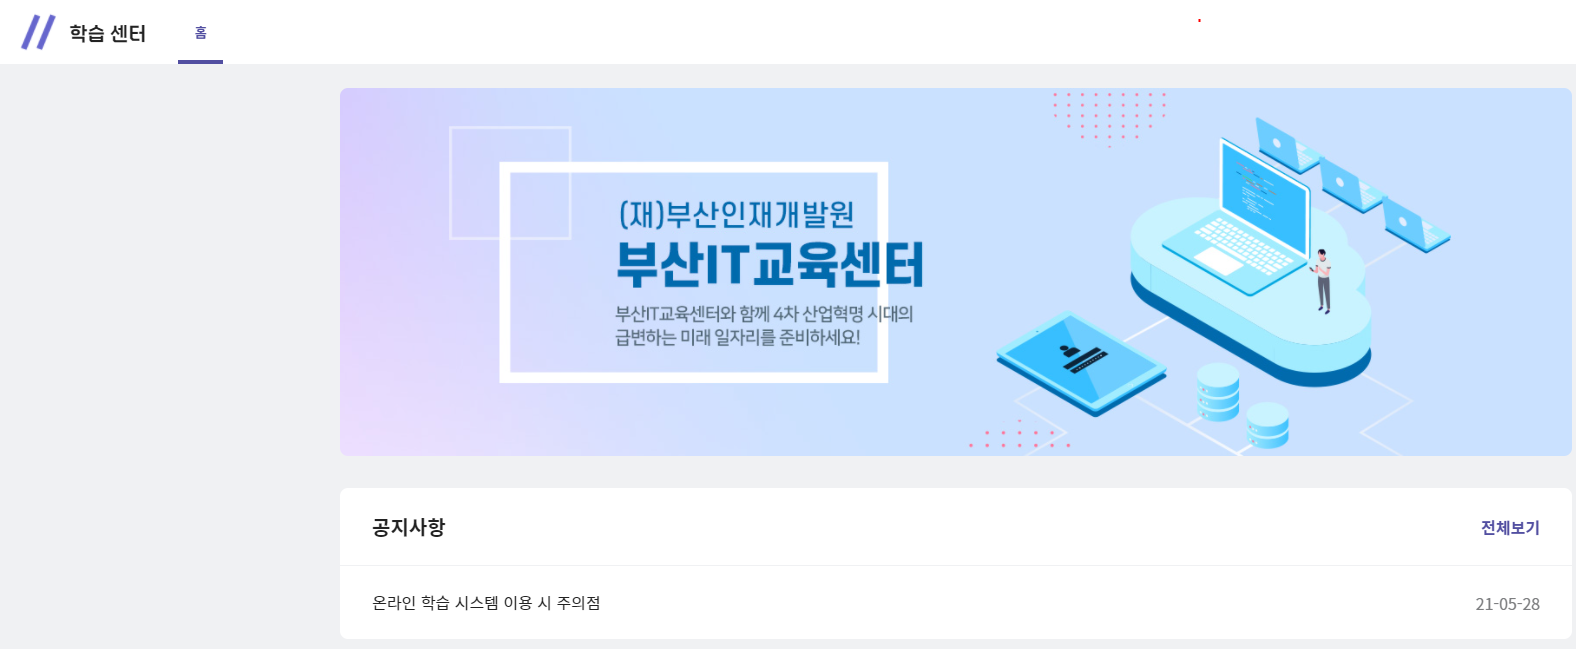 학습 센터
홈
(재)부산인재개발원
부산IT교육센터
부산IT교육센터와 함께 4차 산업혁명 시대의
급변하는 미래 일자리를 준비하세요!
공지사항
전체보기
온라인 학습 시스템 이용 시 주의점
21-05-28